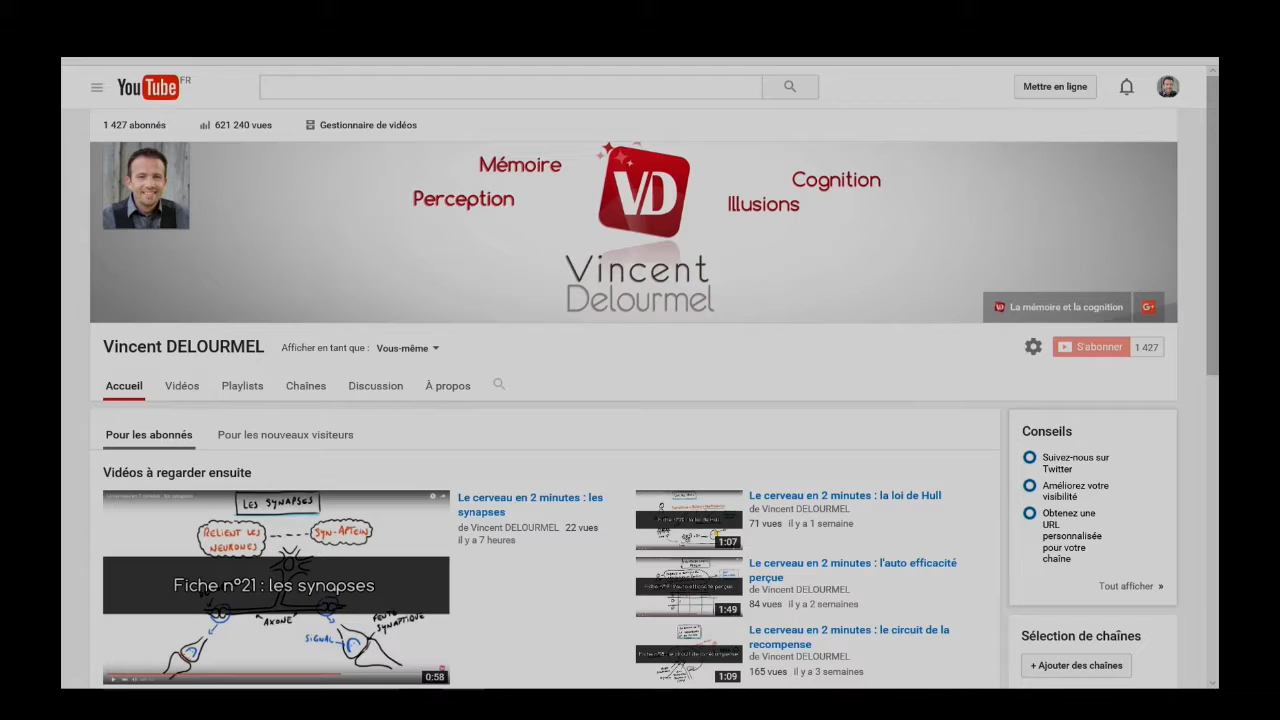 YouTube FR
Mettre en ligne
1 427 abonnés
621 240 vues
Gestionnaire de vidéos
Mémoire
Perception
VD
Cognition
Illusions
Vincent
Delourmel
La mémoire et la cognition
G+
Vincent DELOURMEL
Afficher en tant que : Vous-même
S'abonner 1 427
Accueil Vidéos Playlists Chaînes Discussion À propos
Pour les abonnés Pour les nouveaux visiteurs
Vidéos à regarder ensuite
LES SYNAPSES
RELIENT LES
NEURONES
SYN-APTEIN
Fiche n°21 : les synapses
AXONE
FENTE
SYNAPTIQUE
SIGNAL
0:58
Le cerveau en 2 minutes : les
synapses
de Vincent DELOURMEL 22 vues
il y a 7 heures
1:07
Le cerveau en 2 minutes : la loi de Hull
de Vincent DELOURMEL
71 vues il y a 1 semaine
1:49
Le cerveau en 2 minutes : l'auto efficacité
perçue
de Vincent DELOURMEL
84 vues il y a 2 semaines
1:09
Le cerveau en 2 minutes : le circuit de la
recompense
de Vincent DELOURMEL
165 vues il y a 3 semaines
Conseils
Suivez-nous sur
Twitter
Améliorez votre
visibilité
Obtenez une
URL
personnalisée
pour votre
chaîne
Tout afficher »
Sélection de chaînes
+ Ajouter des chaînes